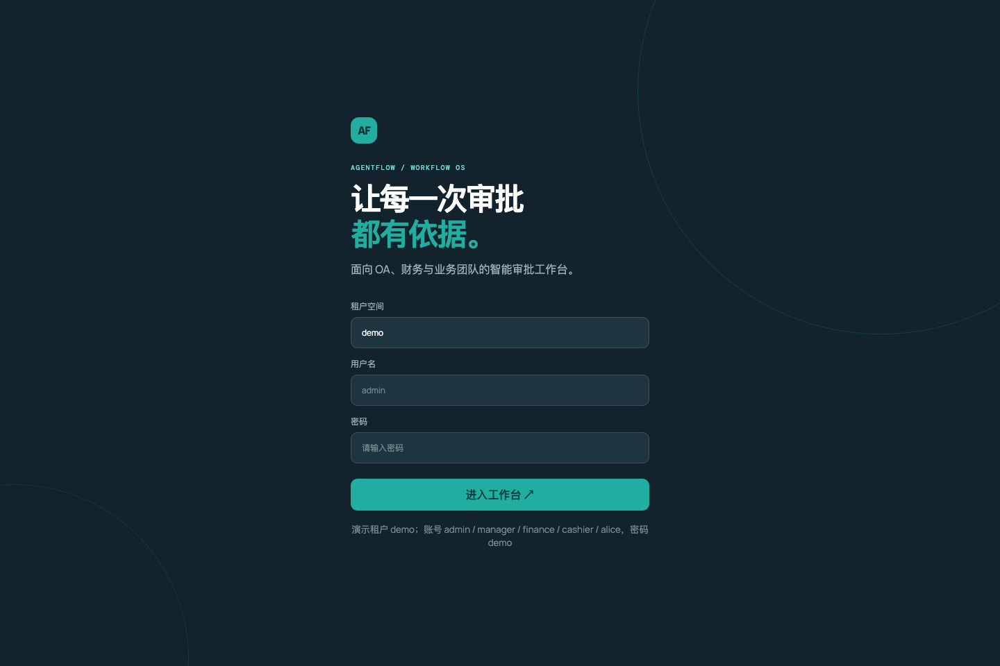 AF
AGENTFLOW / WORKFLOW OS
让每一次审批
都有依据。
面向 OA、财务与业务团队的智能审批工作台。
租户空间
demo
用户名
admin
密码
请输入密码
进入工作台 ↗
演示租户 demo；账号 admin / manager / finance / cashier / alice，密码
demo